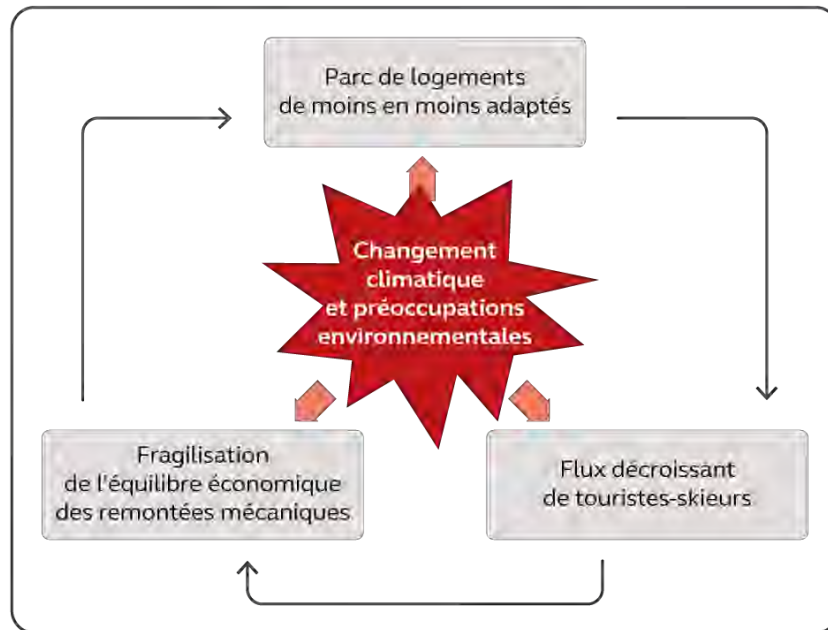 Parc de logements
de moins en moins adaptés
Changement
climatique
et préoccupations
environnementales
Fragilisation
de l'équilibre économique
des remontées mécaniques
Flux décroissant
de touristes-skieurs